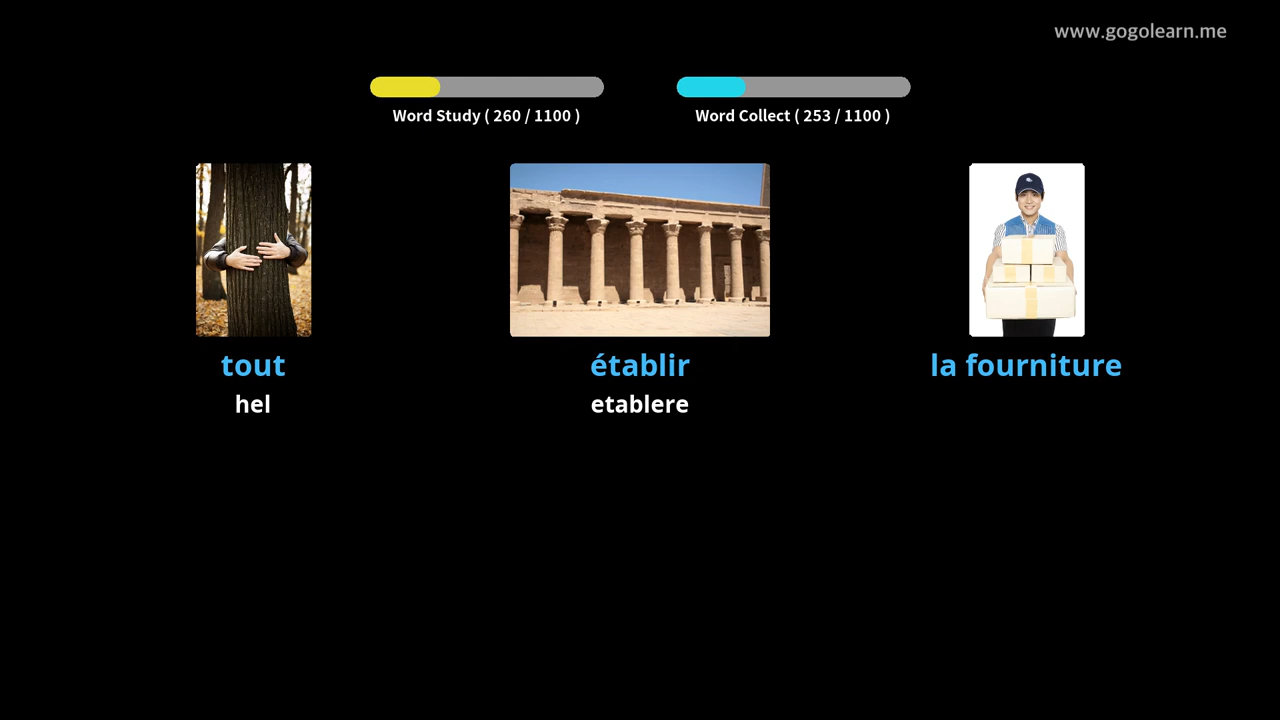 www.gogolearn.me
Word Study ( 260 / 1100 )
Word Collect ( 253 / 1100 )
tout
établir
la fourniture
hel
etablere